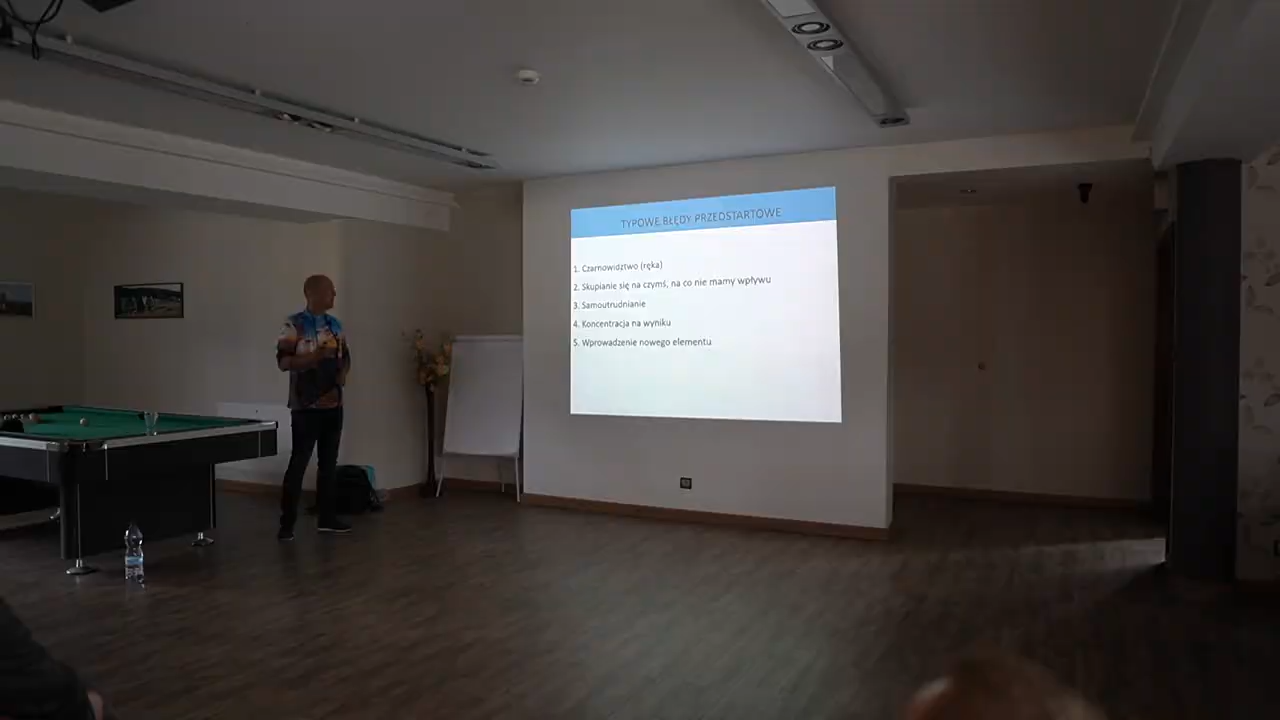 TYPOWE BŁĘDY PRZEDSTARTOWE
1. Czarnowidztwo (ręka)
2. Skupianie się na czymś, na co nie mamy wpływu
3. Samoutrudnianie
4. Koncentracja na wyniku
5. Wprowadzenie nowego elementu